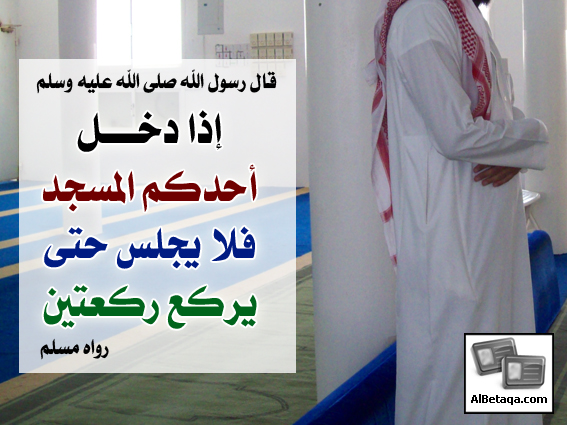 قال رسول الله صلى الله عليه وسلم
إذا دخل
أحدكم المسجد
فلا يجلس حتى
يركع ركعتين
رواه مسلم
AlBetaqa.com